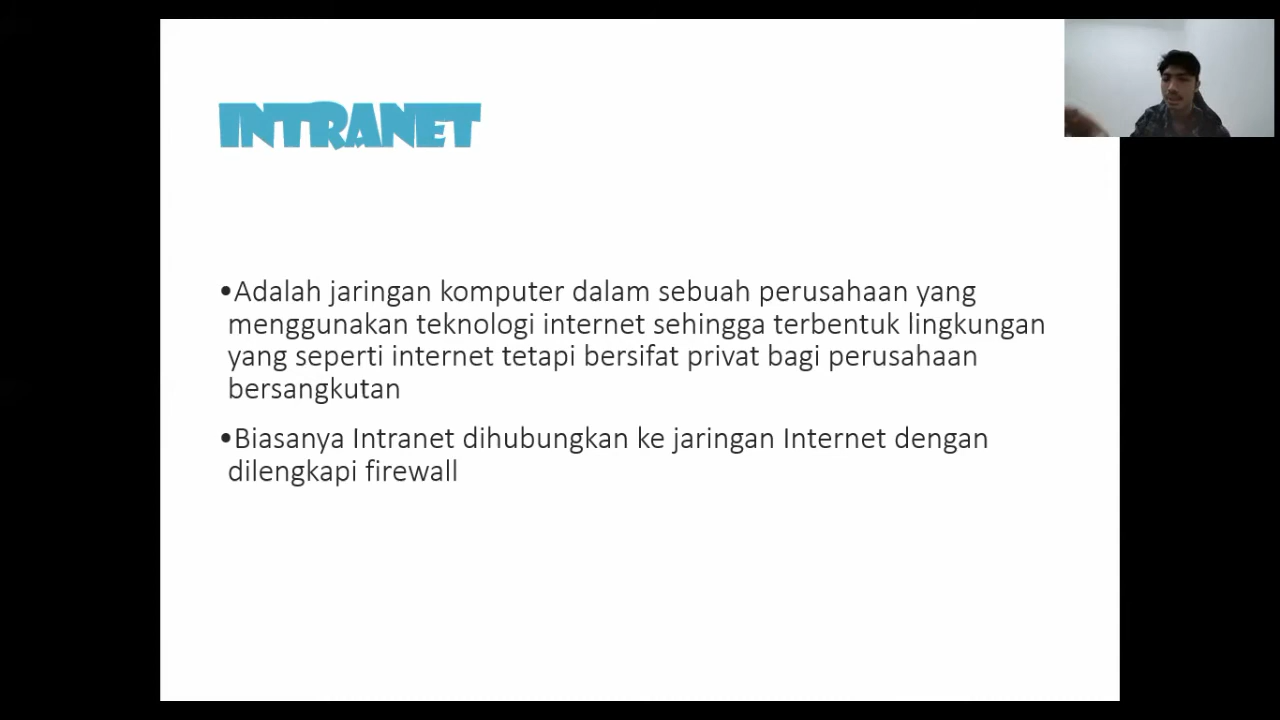 INTRANET
•Adalah jaringan komputer dalam sebuah perusahaan yang
menggunakan teknologi internet sehingga terbentuk lingkungan
yang seperti internet tetapi bersifat privat bagi perusahaan
bersangkutan
•Biasanya Intranet dihubungkan ke jaringan Internet dengan
dilengkapi firewall